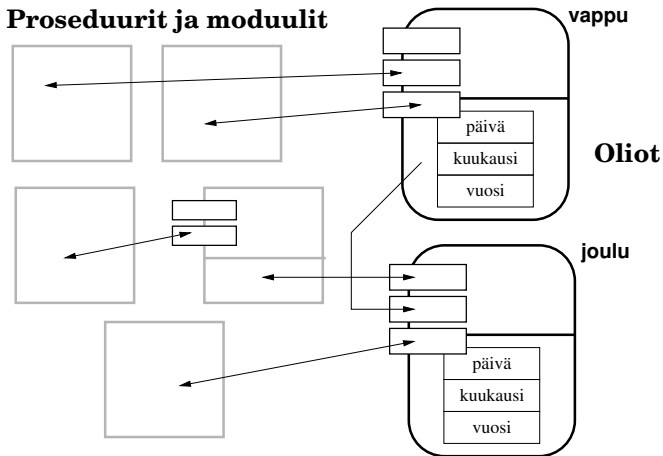 Proseduurit ja moduulit
vappu
päivä
kuukausi
vuosi
Oliot
joulu
päivä
kuukausi
vuosi